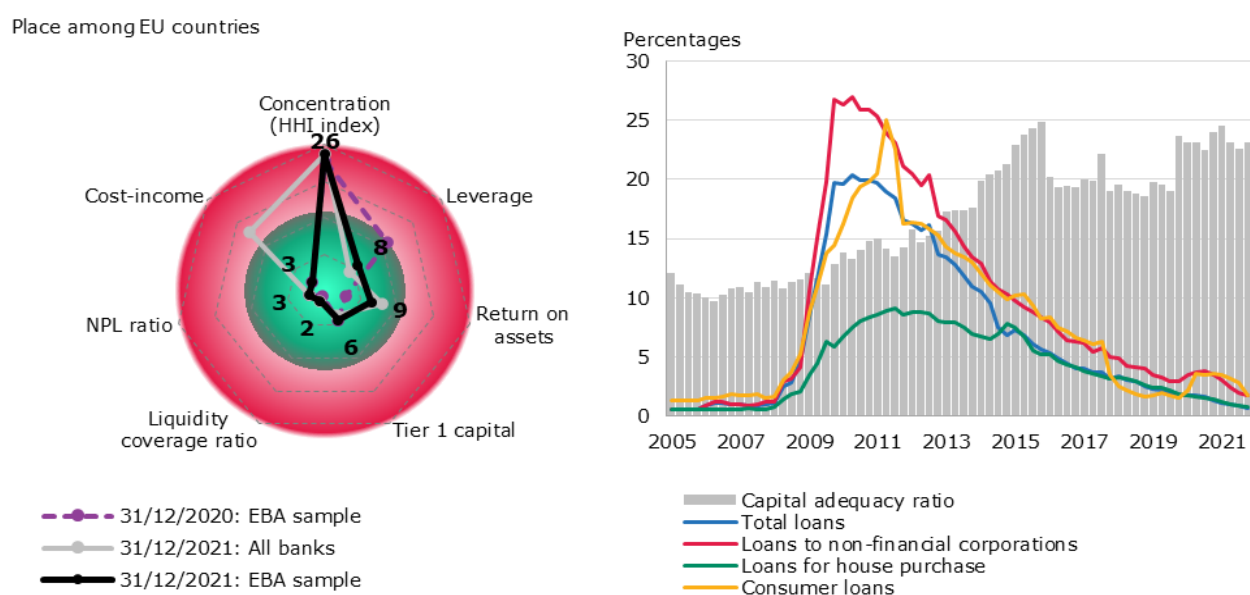 Place among EU countries
Concentration
(HHI index)
26
Cost-income
Leverage
8
3
3
9
NPL ratio
Return on
assets
2
6
Liquidity
coverage ratio
Tier 1 capital
31/12/2020: EBA sample
31/12/2021: All banks
31/12/2021: EBA sample
Percentages
30
25
20
15
10
5
0
2005 2007 2009 2011 2013 2015 2017 2019 2021
Capital adequacy ratio
Total loans
Loans to non-financial corporations
Loans for house purchase
Consumer loans